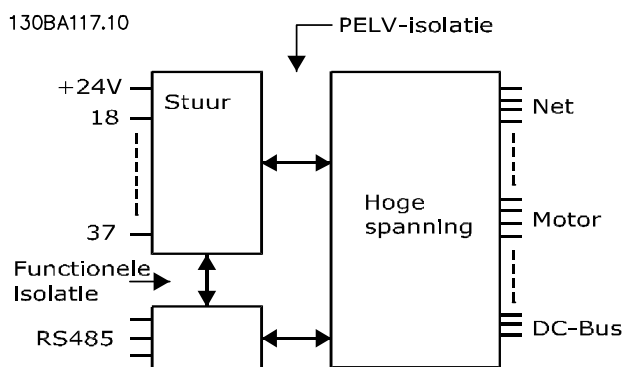 130BA117.10
PELV-isolatie
+24V
Stuur
18
Net
Hoge
spanning
Motor
37
Functionele
Isolatie
RS485
DC-Bus